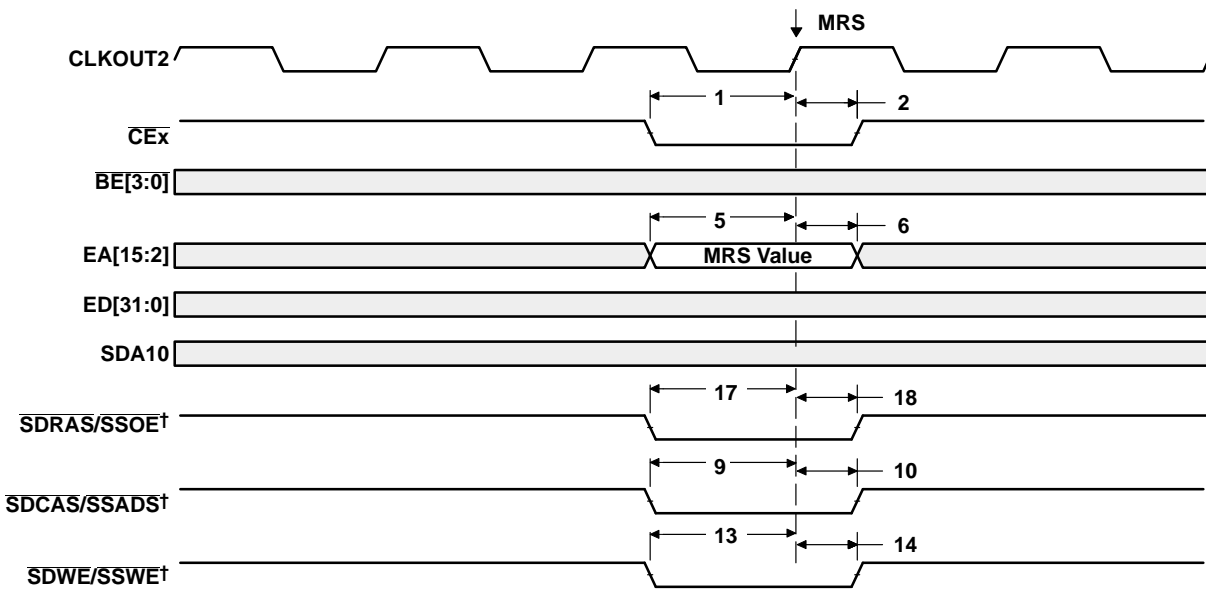 MRS
CLKOUT2
1
2
CEx
BE[3:0]
5
6
EA[15:2]
MRS Value
ED[31:0]
SDA10
17
18
SDRAS/SSOE†
9
10
SDCAS/SSADS†
13
14
SDWE/SSWE†